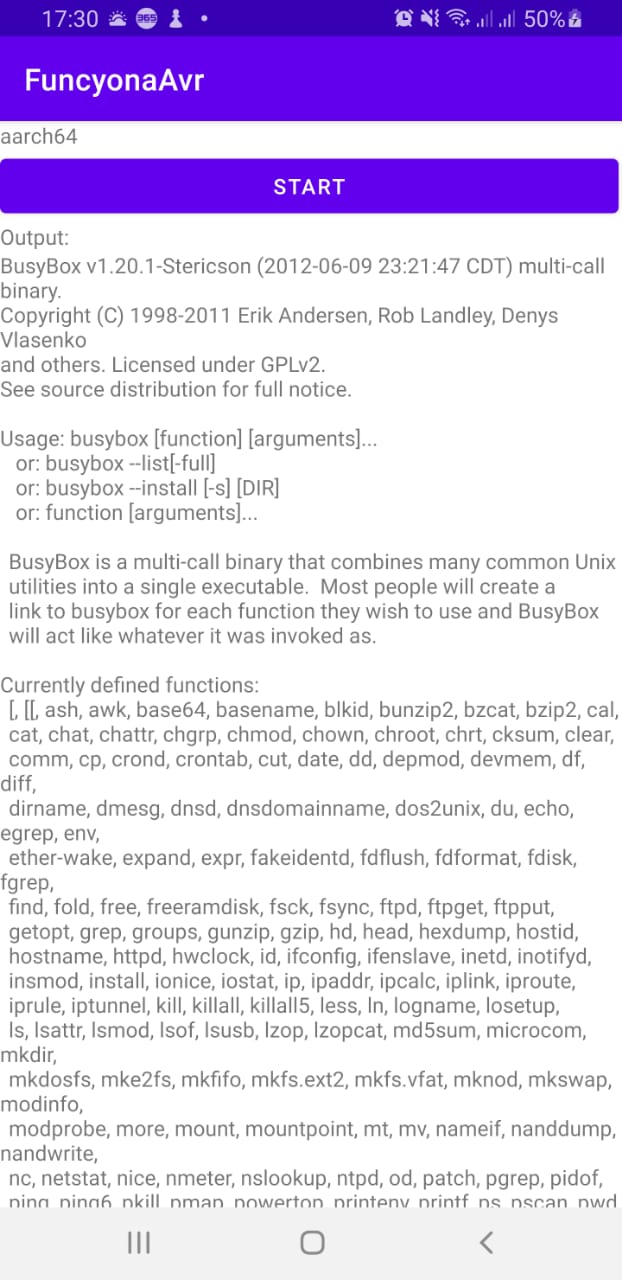 17:30
365
50%
FuncyonaAvr
aarch64
START
Output:
BusyBox v1.20.1-Stericson (2012-06-09 23:21:47 CDT) multi-call
binary.
Copyright (C) 1998-2011 Erik Andersen, Rob Landley, Denys
Vlasenko
and others. Licensed under GPLv2.
See source distribution for full notice.
Usage: busybox [function] [arguments]...
or: busybox --list[-full]
or: busybox --install [-s] [DIR]
or: function [arguments]...
BusyBox is a multi-call binary that combines many common Unix
utilities into a single executable.  Most people will create a
link to busybox for each function they wish to use and BusyBox
will act like whatever it was invoked as.
Currently defined functions:
[, [[, ash, awk, base64, basename, blkid, bunzip2, bzcat, bzip2, cal,
cat, chat, chattr, chgrp, chmod, chown, chroot, chrt, cksum, clear,
comm, cp, crond, crontab, cut, date, dd, depmod, devmem, df,
diff,
dirname, dmesg, dnsd, dnsdomainname, dos2unix, du, echo,
egrep, env,
ether-wake, expand, expr, fakeidentd, fdflush, fdformat, fdisk,
fgrep,
find, fold, free, freeramdisk, fsck, fsync, ftpd, ftpget, ftpput,
getopt, grep, groups, gunzip, gzip, hd, head, hexdump, hostid,
hostname, httpd, hwclock, id, ifconfig, ifenslave, inetd, inotifyd,
insmod, install, ionice, iostat, ip, ipaddr, ipcalc, iplink, iproute,
iprule, iptunnel, kill, killall, killall5, less, ln, logname, losetup,
ls, lsattr, lsmod, lsof, lsusb, lzop, lzopcat, md5sum, microcom,
mkdir,
mkdosfs, mke2fs, mkfifo, mkfs.ext2, mkfs.vfat, mknod, mkswap,
modinfo,
modprobe, more, mount, mountpoint, mt, mv, nameif, nanddump,
nandwrite,
nc, netstat, nice, nmeter, nslookup, ntpd, od, patch, pgrep, pidof,
ping, ping6, pkill, pmap, powertop, printenv, printf, ps, pscan, pwd